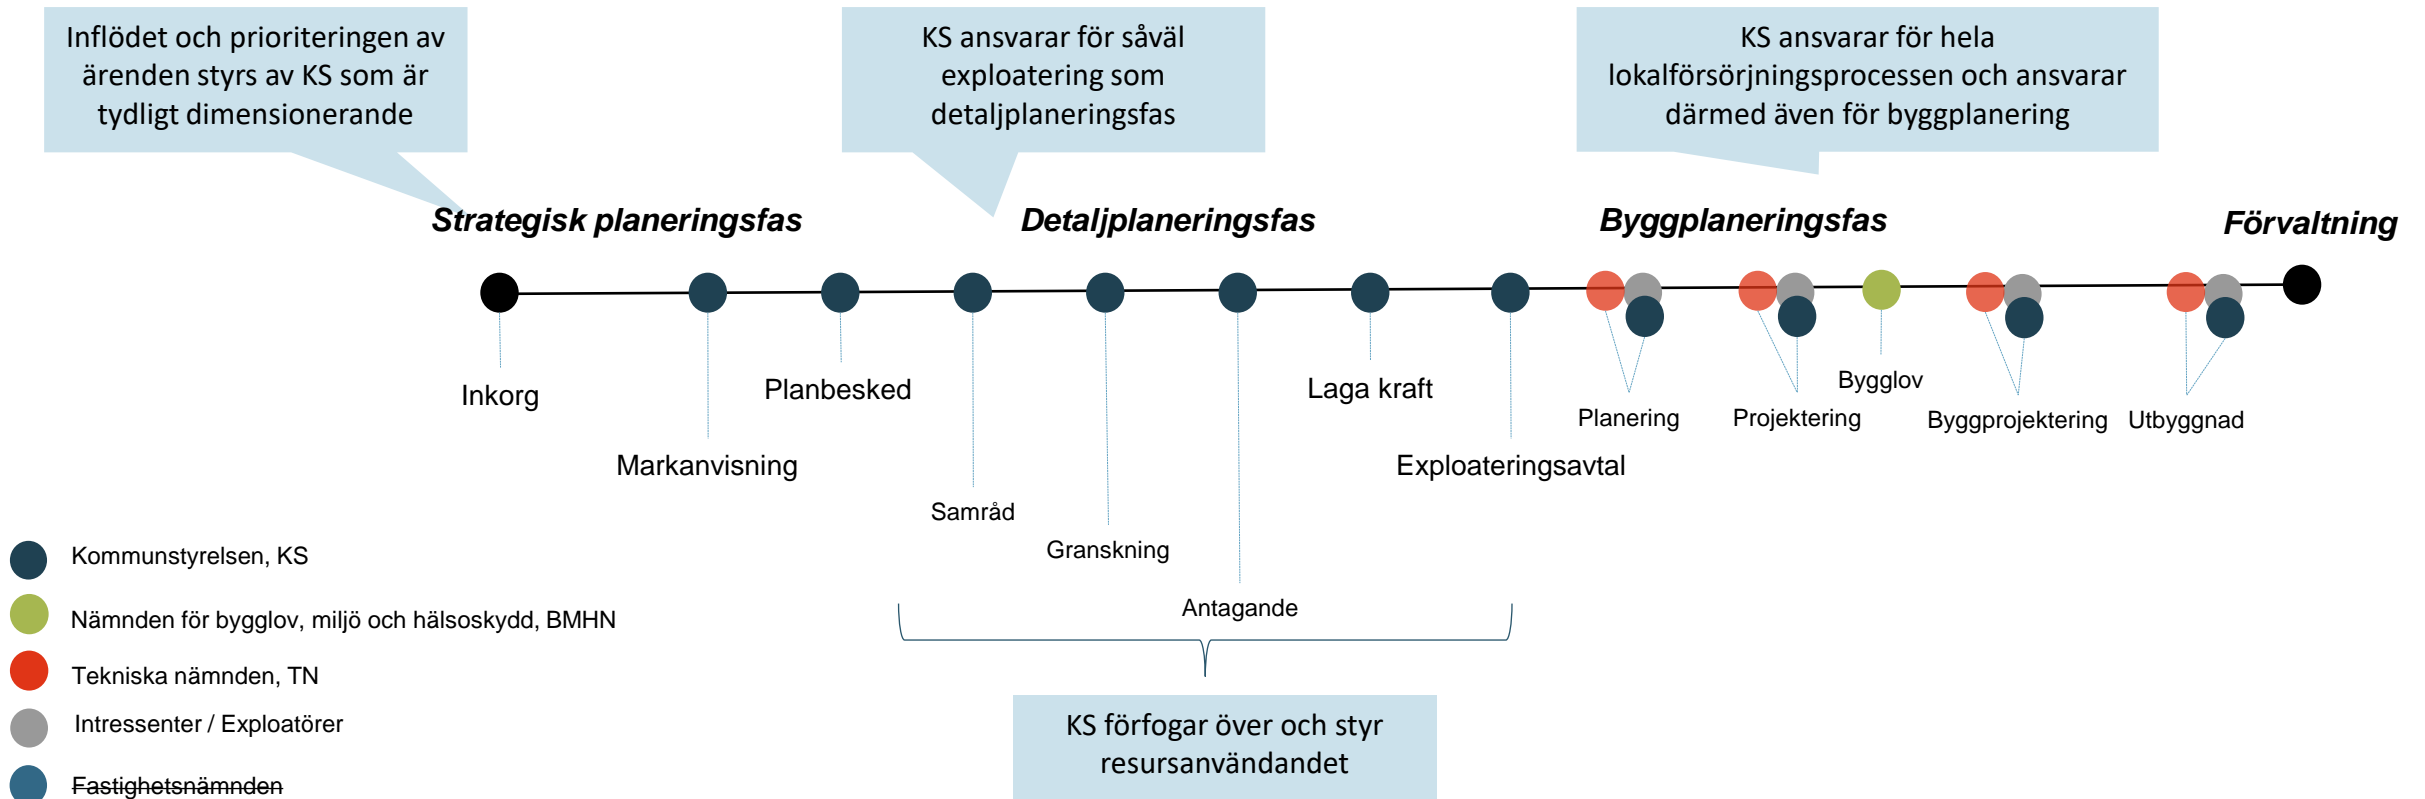 Inflödet och prioriteringen av
ärenden styrs av KS som är
tydligt dimensionerande
KS ansvarar för såväl
exploatering som
detaljplaneringsfas
KS ansvarar för hela
lokalförsörjningsprocessen och ansvarar
därmed även för byggplanering
Strategisk planeringsfas
Detaljplaneringsfas
Byggplaneringsfas
Förvaltning
Inkorg
Markanvisning
Planbesked
Samråd
Granskning
Antagande
Laga kraft
Exploateringsavtal
Planering
Projektering
Bygglov
Byggprojektering
Utbyggnad
Kommunstyrelsen, KS
Nämnden för bygglov, miljö och hälsoskydd, BMHN
Tekniska nämnden, TN
Intressenter / Exploatörer
Fastighetsnämnden
KS förfogar över och styr
resursanvändandet